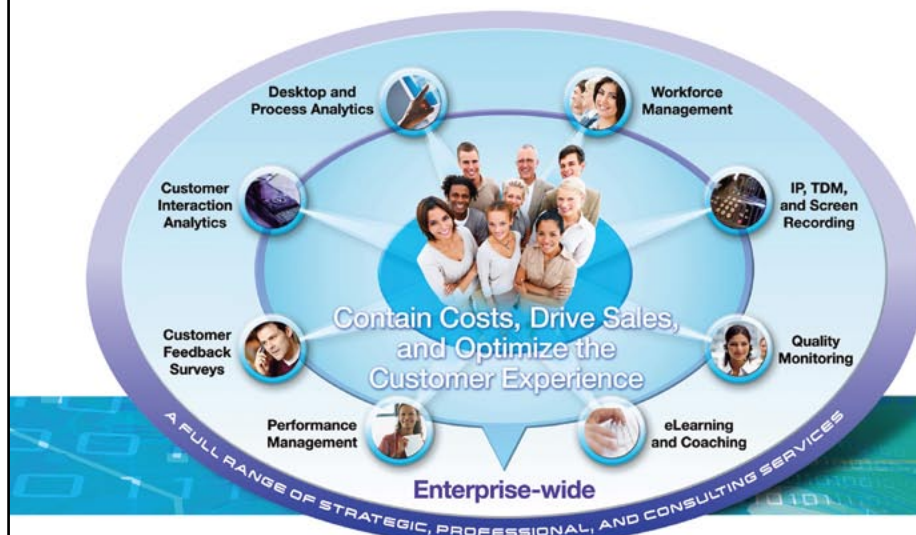 Desktop and
Process Analytics
Workforce
Management
Customer
Interaction
Analytics
IP, TDM,
and Screen
Recording
Contain Costs, Drive Sales,
and Optimize the
Customer Experience
Customer
Feedback
Surveys
Quality
Monitoring
Performance
Management
eLearning
and Coaching
Enterprise-wide
A FULL RANGE OF STRATEGIC, PROFESSIONAL, AND CONSULTING SERVICES